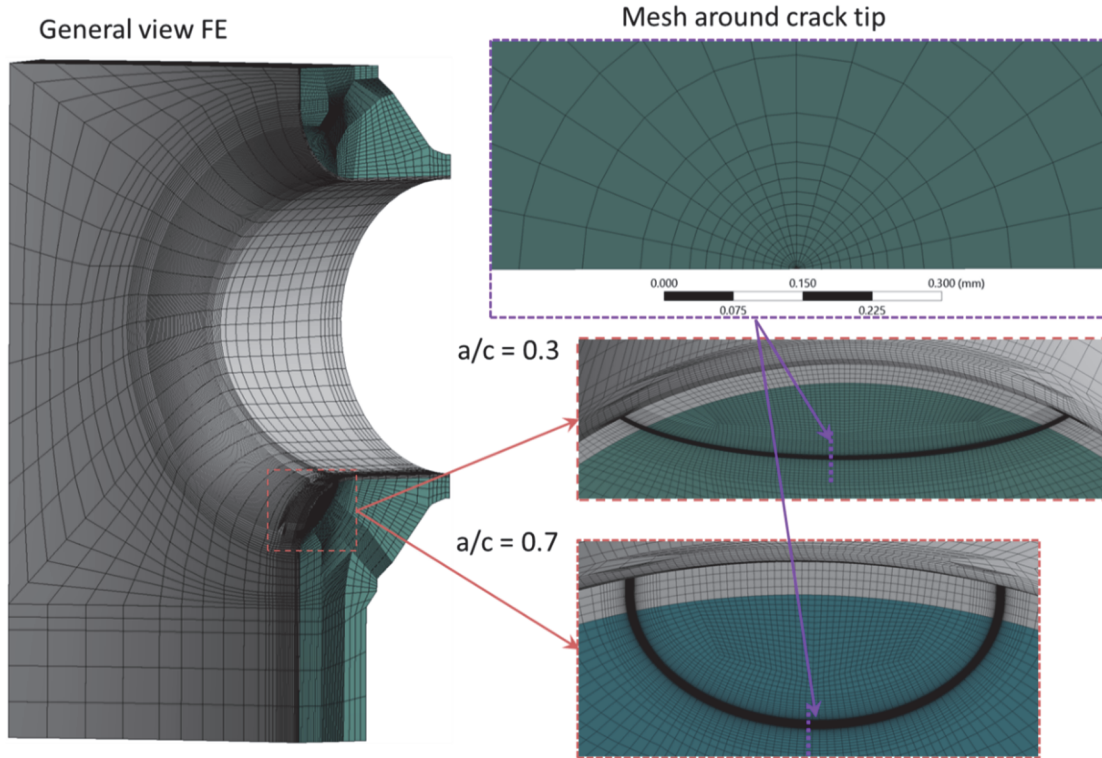 General view FE
Mesh around crack tip
0.000 0.150 0.300 (mm)
0.075 0.225
a/c = 0.3
a/c = 0.7